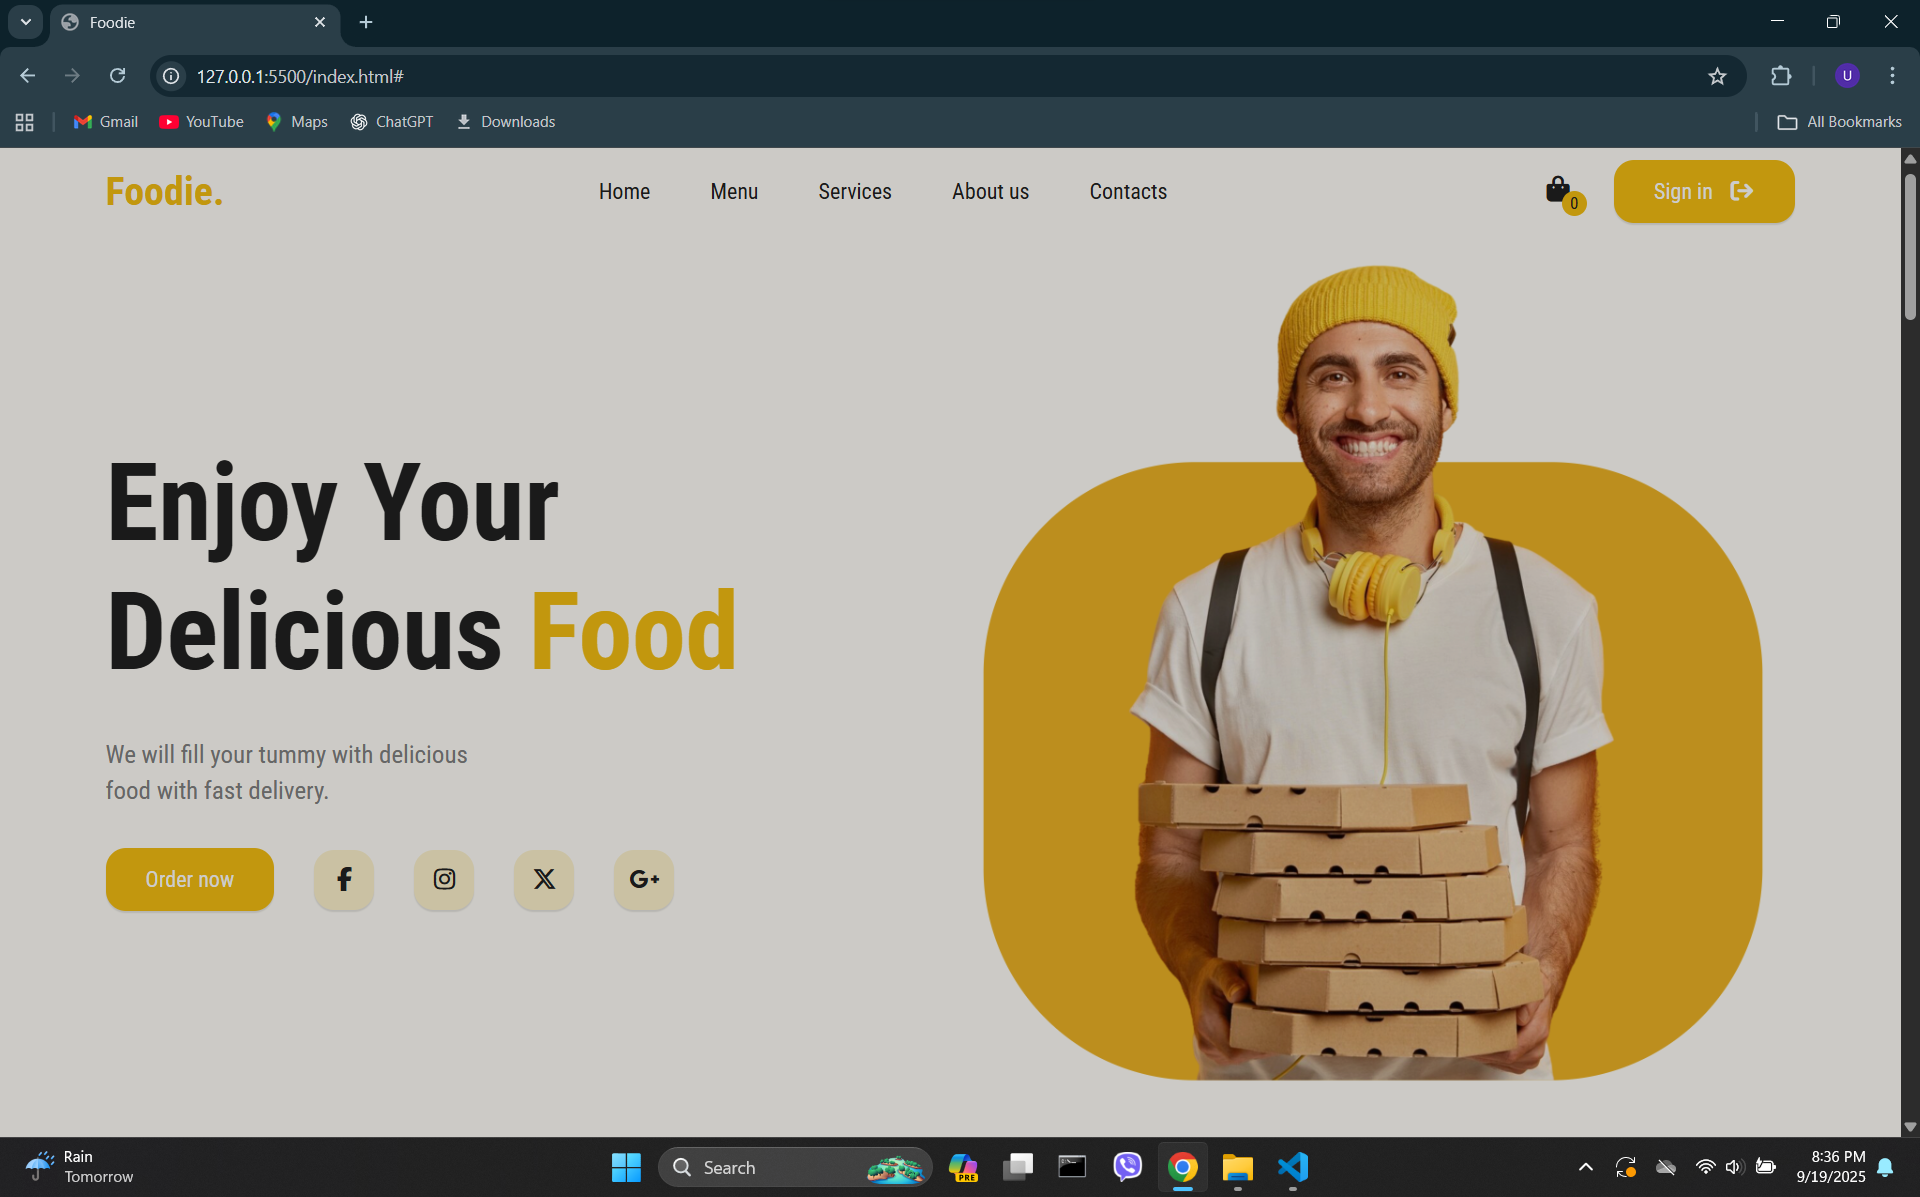 Foodie
127.0.0.1:5500/index.html#
U
Gmail
YouTube
Maps
ChatGPT
Downloads
All Bookmarks
Foodie.
Home
Menu
Services
About us
Contacts
0
Sign in
Enjoy Your
Delicious Food
We will fill your tummy with delicious
food with fast delivery.
Order now
G+
Rain
Tomorrow
Search
PRE
8:36 PM
9/19/2025